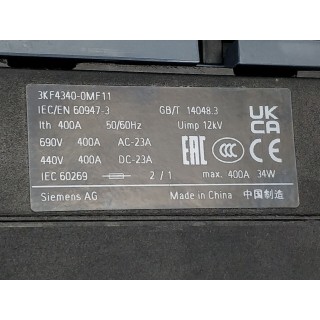 3KF4340-0MF11
IEC/EN 60947-3 GB/T 14048.3
Ith 400A 50/60Hz Uimp 12kV
690V 400A AC-23A
440V 400A DC-23A
IEC 60269 2 / 1 max. 400A 34W
Siemens AG Made in China 中国制造
UK
CA
EAC
CCC